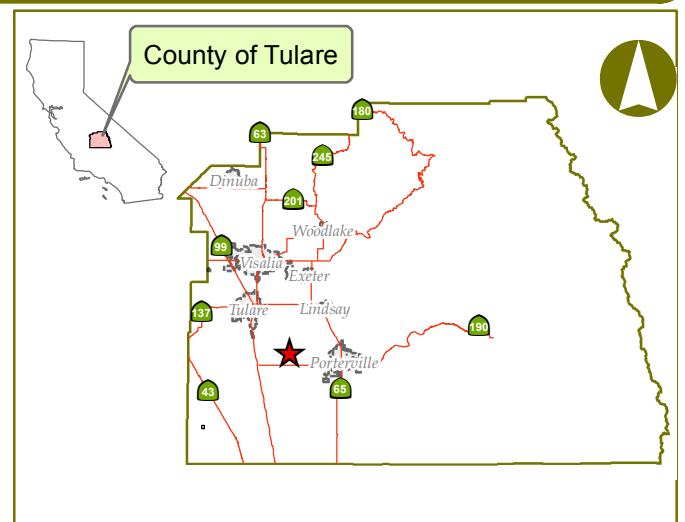 County of Tulare
180
63
245
Dinuba
201
Woodlake
99
Visalia
Exeter
137
Tulare
Lindsay
190
Porterville
43
65